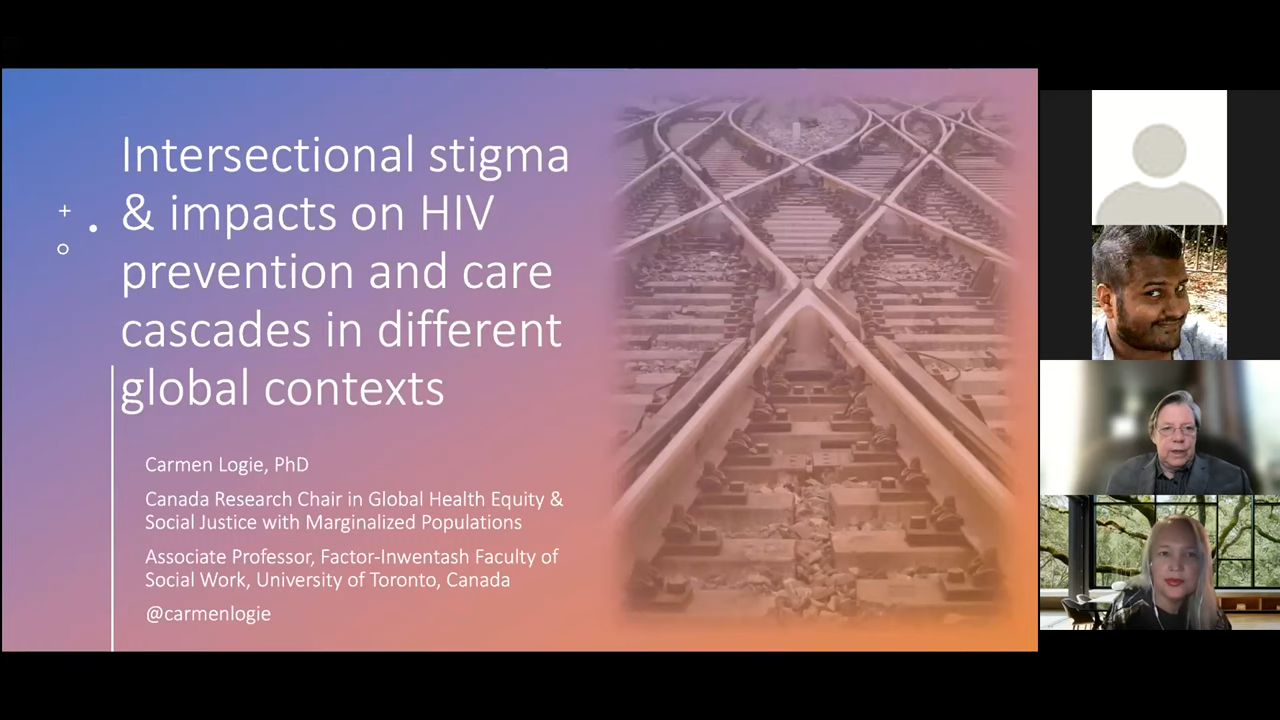 Intersectional stigma
& impacts on HIV
prevention and care
cascades in different
global contexts
Carmen Logie, PhD
Canada Research Chair in Global Health Equity &
Social Justice with Marginalized Populations
Associate Professor, Factor-Inwentash Faculty of
Social Work, University of Toronto, Canada
@carmenlogie